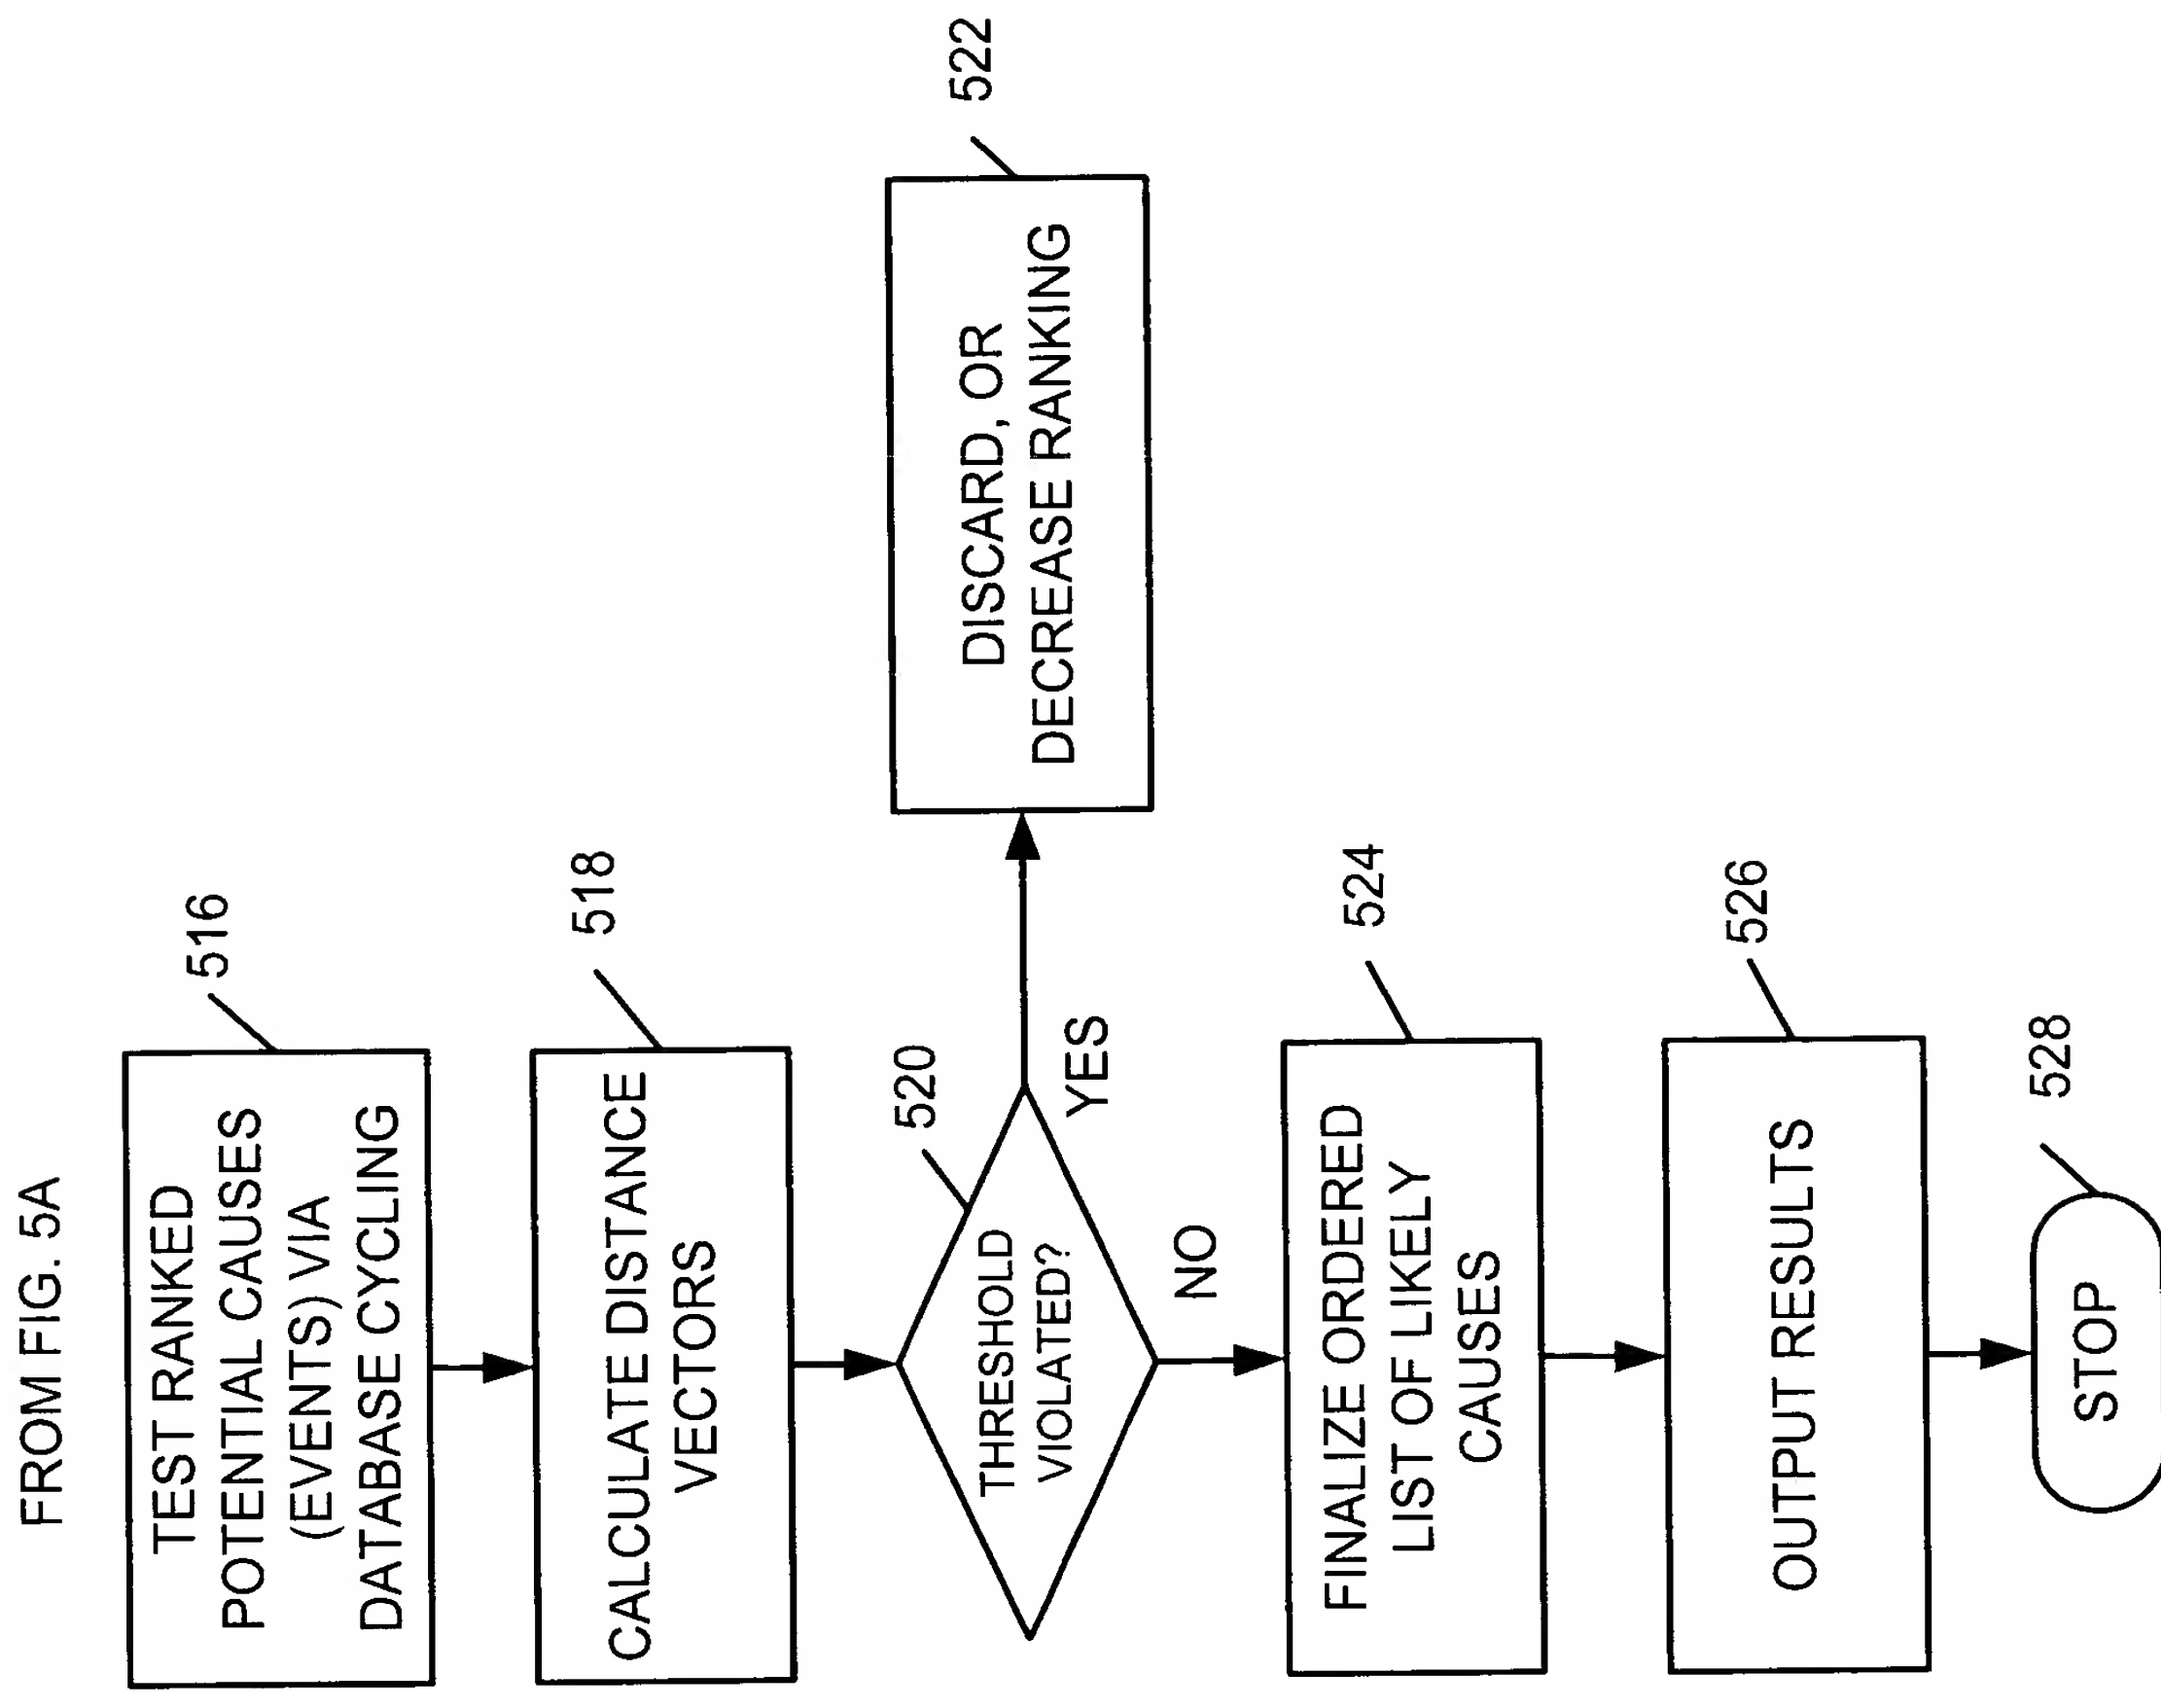 FROM FIG. 5A
516
TEST RANKED
POTENTIAL CAUSES
(EVENTS) VIA
DATABASE CYCLING
518
CALCULATE DISTANCE
VECTORS
520
THRESHOLD
VIOLATED?
YES
522
DISCARD, OR
DECREASE RANKING
NO
524
FINALIZE ORDERED
LIST OF LIKELY
CAUSES
526
OUTPUT RESULTS
528
STOP